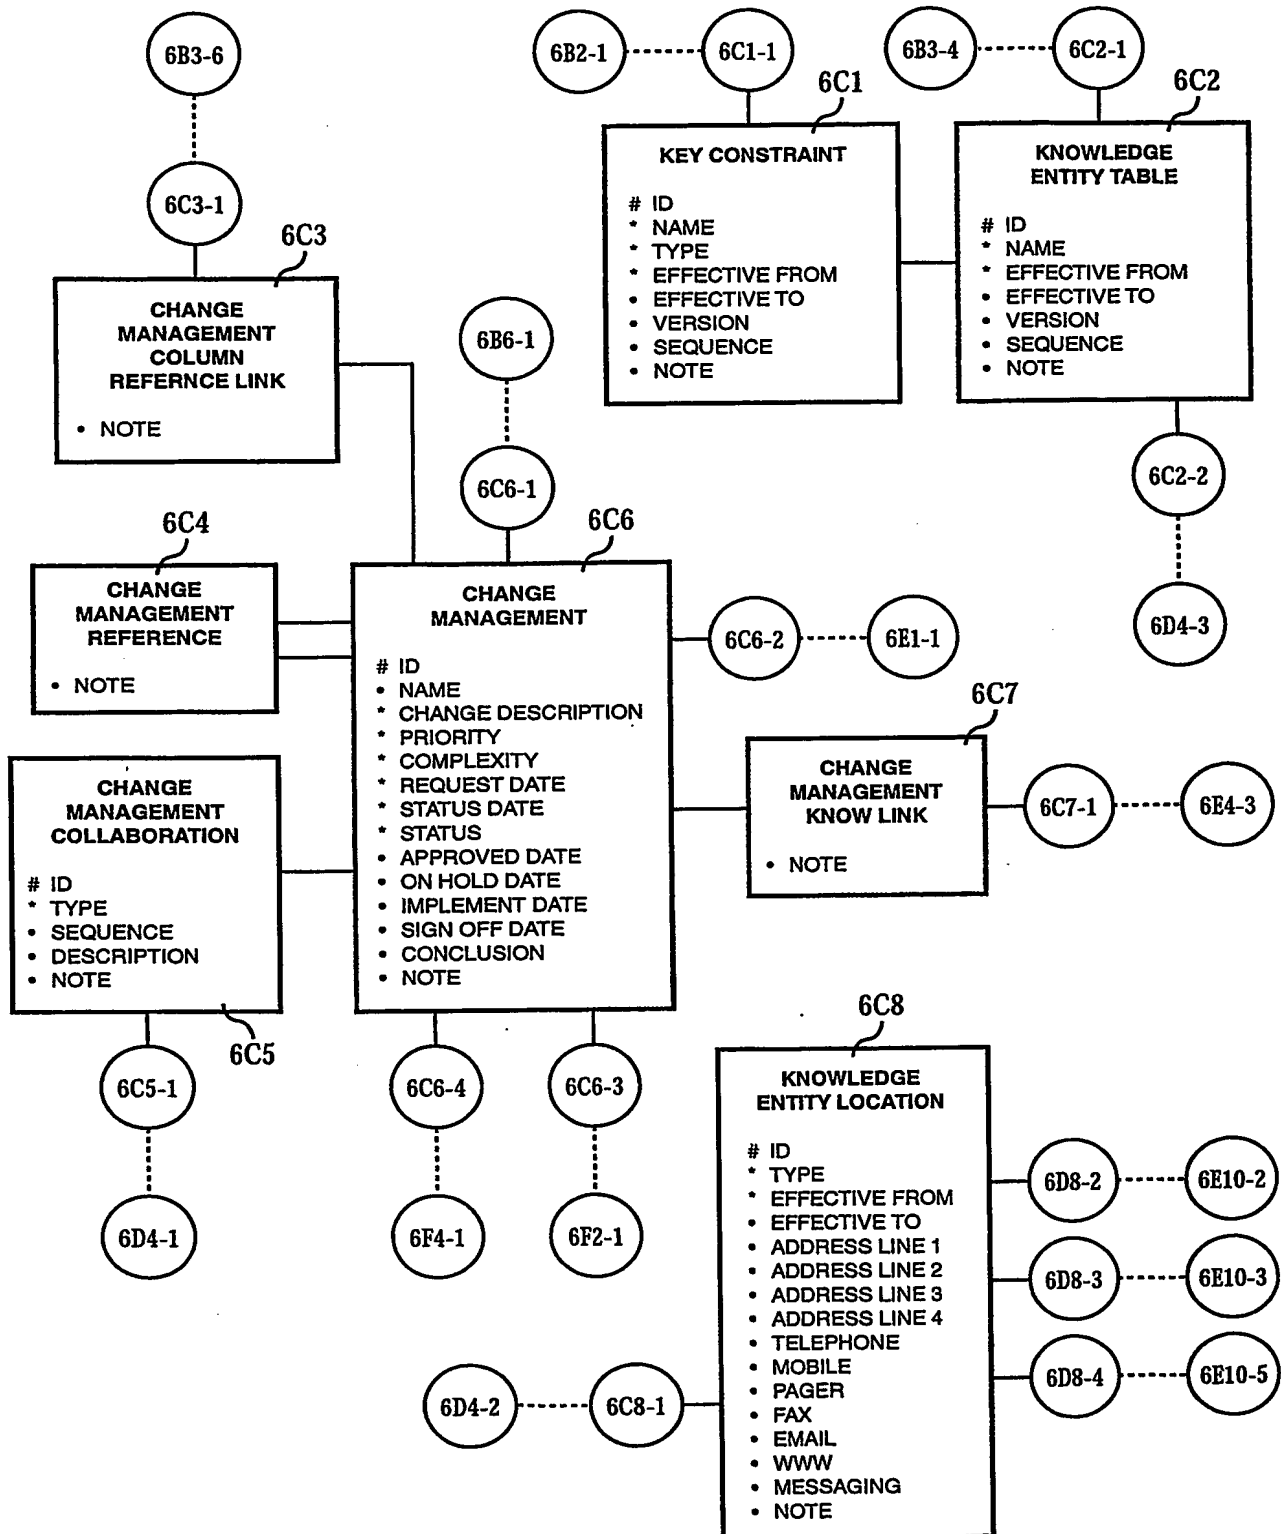 6B3-6
6B2-1
6C1-1
6B3-4
6C2-1
6C1
6C2
KEY CONSTRAINT
# ID
* NAME
* TYPE
* EFFECTIVE FROM
• EFFECTIVE TO
• VERSION
• SEQUENCE
• NOTE
KNOWLEDGE
ENTITY TABLE
# ID
* NAME
* EFFECTIVE FROM
• EFFECTIVE TO
• VERSION
• SEQUENCE
• NOTE
6C3-1
6C3
CHANGE
MANAGEMENT
COLUMN
REFERNCE LINK
• NOTE
6B6-1
6C6-1
6C2-2
6D4-3
6C4
CHANGE
MANAGEMENT
REFERENCE
• NOTE
6C6
CHANGE
MANAGEMENT
# ID
• NAME
* CHANGE DESCRIPTION
* PRIORITY
* COMPLEXITY
* REQUEST DATE
* STATUS DATE
* STATUS
• APPROVED DATE
• ON HOLD DATE
• IMPLEMENT DATE
• SIGN OFF DATE
• CONCLUSION
• NOTE
6C6-2
6E1-1
6C7
CHANGE
MANAGEMENT
KNOW LINK
• NOTE
6C7-1
6E4-3
CHANGE
MANAGEMENT
COLLABORATION
# ID
* TYPE
• SEQUENCE
• DESCRIPTION
• NOTE
6C5
6C5-1
6D4-1
6C6-4
6F4-1
6C6-3
6F2-1
6C8
KNOWLEDGE
ENTITY LOCATION
# ID
* TYPE
* EFFECTIVE FROM
• EFFECTIVE TO
• ADDRESS LINE 1
• ADDRESS LINE 2
• ADDRESS LINE 3
• ADDRESS LINE 4
• TELEPHONE
• MOBILE
• PAGER
• FAX
• EMAIL
• WWW
• MESSAGING
• NOTE
6D8-2
6E10-2
6D8-3
6E10-3
6D8-4
6E10-5
6D4-2
6C8-1